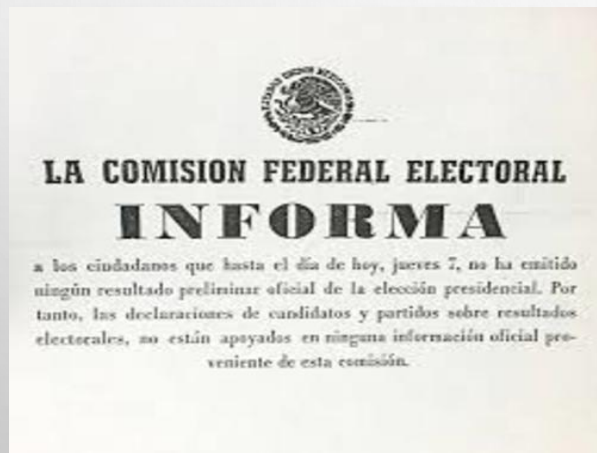 LA COMISION FEDERAL ELECTORAL
INFORMA
a los ciudadanos que hasta el día de hoy, jueves 7, no ha emitido
ningún resultado preliminar oficial de la elección presidencial. Por
tanto, las declaraciones de candidatos y partidos sobre resultados
electorales, no están apoyados en ninguna información oficial pro-
veniente de esta comisión.